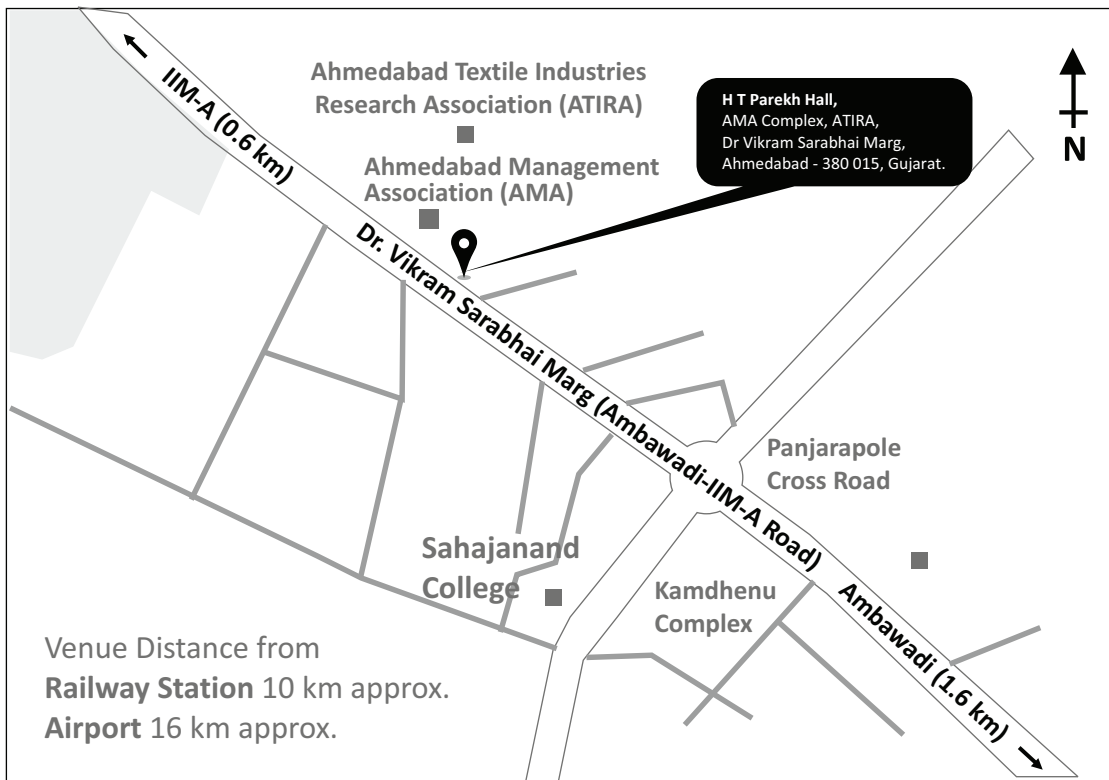 IIM-A (0.6 km)
Ahmedabad Textile Industries
Research Association (ATIRA)
H T Parekh Hall,
AMA Complex, ATIRA,
Dr Vikram Sarabhai Marg,
Ahmedabad - 380 015, Gujarat.
N
Ahmedabad Management
Association (AMA)
Dr. Vikram Sarabhai Marg (Ambawadi-IIM-A Road)
Panjarapole
Cross Road
Sahajanand
College
Kamdhenu
Complex
Ambawadi (1.6 km)
Venue Distance from
Railway Station 10 km approx.
Airport 16 km approx.